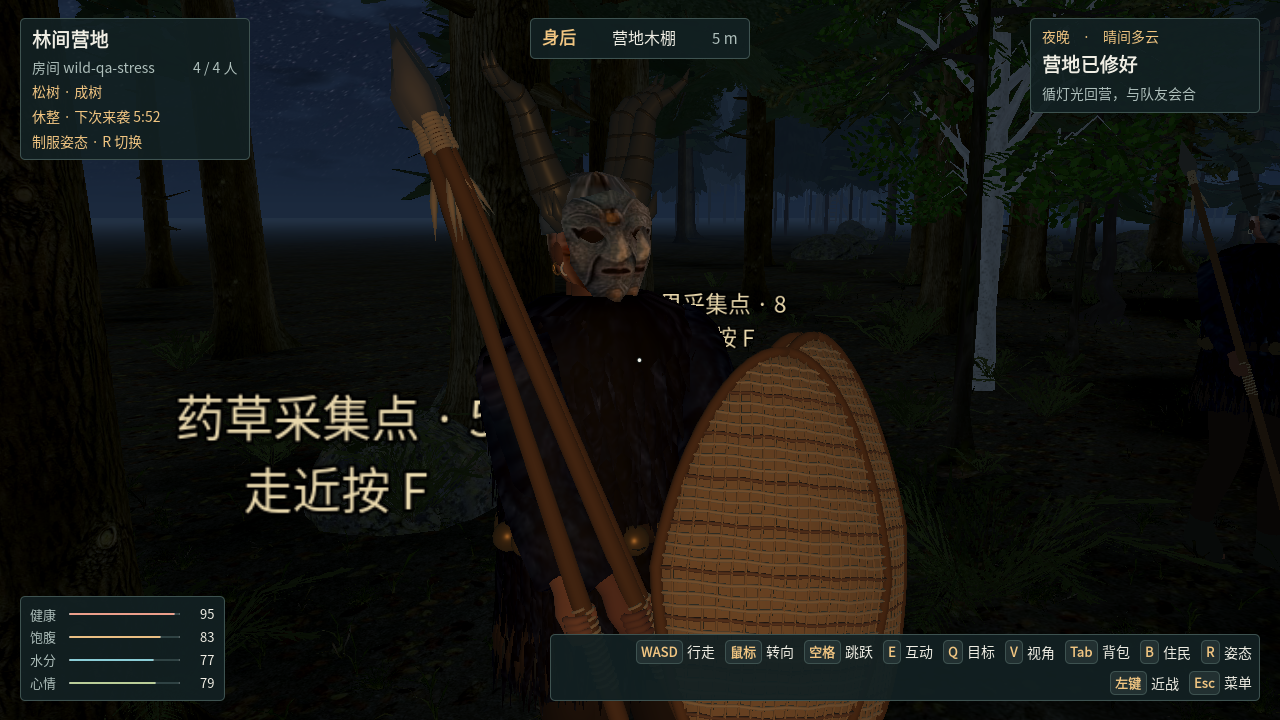 林间营地
房间 wild-qa-stress 4 / 4 人
松树 · 成树
休整 · 下次来袭 5:52
制服姿态 · R 切换
身后 营地木棚 5 m
夜晚 · 晴间多云
营地已修好
循灯光回营，与队友会合
采集点 · 8
按 F
药草采集点 · 5
走近按 F
健康 95
饱腹 83
水分 77
心情 79
WASD 行走 鼠标 转向 空格 跳跃 E 互动 Q 目标 V 视角 Tab 背包 B 住民 R 姿态
左键 近战 Esc 菜单